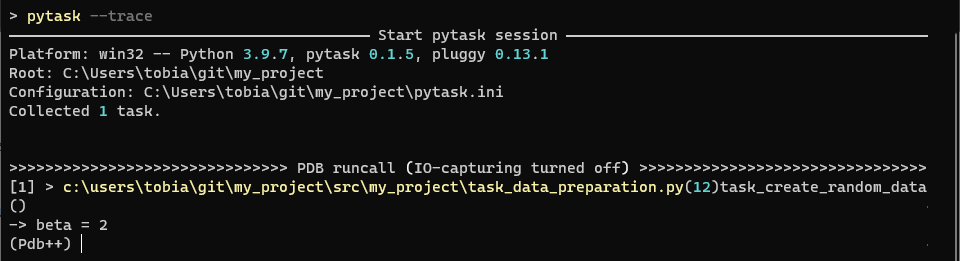 > pytask --trace
Start pytask session
Platform: win32 -- Python 3.9.7, pytask 0.1.5, pluggy 0.13.1
Root: C:\Users\tobia\git\my_project
Configuration: C:\Users\tobia\git\my_project\pytask.ini
Collected 1 task.
>>>>>>>>>>>>>>>>>>>>>>>>>>>>>>> PDB runcall (IO-capturing turned off) >>>>>>>>>>>>>>>>>>>>>>>>>>>>>>>>
[1] > c:\users\tobia\git\my_project\src\my_project\task_data_preparation.py(12)task_create_random_data
()
-> beta = 2
(Pdb++)